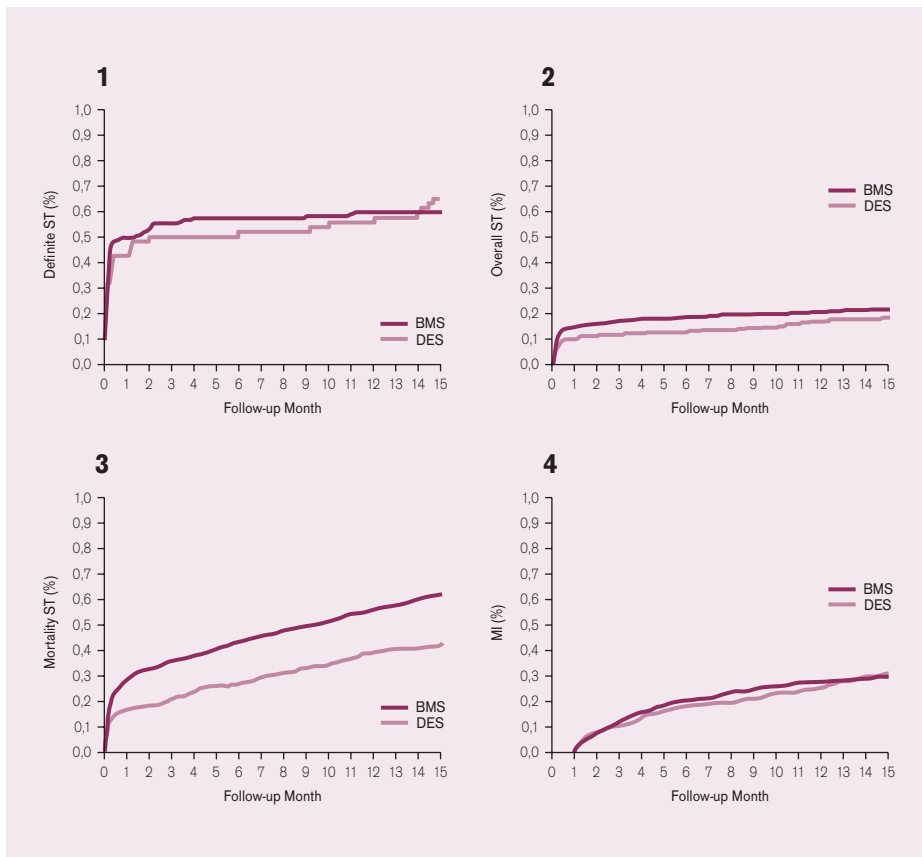 1
1,0
0,9
0,8
0,7
0,6
0,5
0,4
0,3
0,2
0,1
0,0
Definite ST (%)
BMS
DES
0 1 2 3 4 5 6 7 8 9 10 11 12 13 14 15
Follow-up Month
2
1,0
0,9
0,8
0,7
0,6
0,5
0,4
0,3
0,2
0,1
0,0
Overall ST (%)
BMS
DES
0 1 2 3 4 5 6 7 8 9 10 11 12 13 14 15
Follow-up Month
3
1,0
0,9
0,8
0,7
0,6
0,5
0,4
0,3
0,2
0,1
0,0
Mortality ST (%)
BMS
DES
0 1 2 3 4 5 6 7 8 9 10 11 12 13 14 15
Follow-up Month
4
1,0
0,9
0,8
0,7
0,6
0,5
0,4
0,3
0,2
0,1
0,0
MI (%)
BMS
DES
0 1 2 3 4 5 6 7 8 9 10 11 12 13 14 15
Follow-up Month